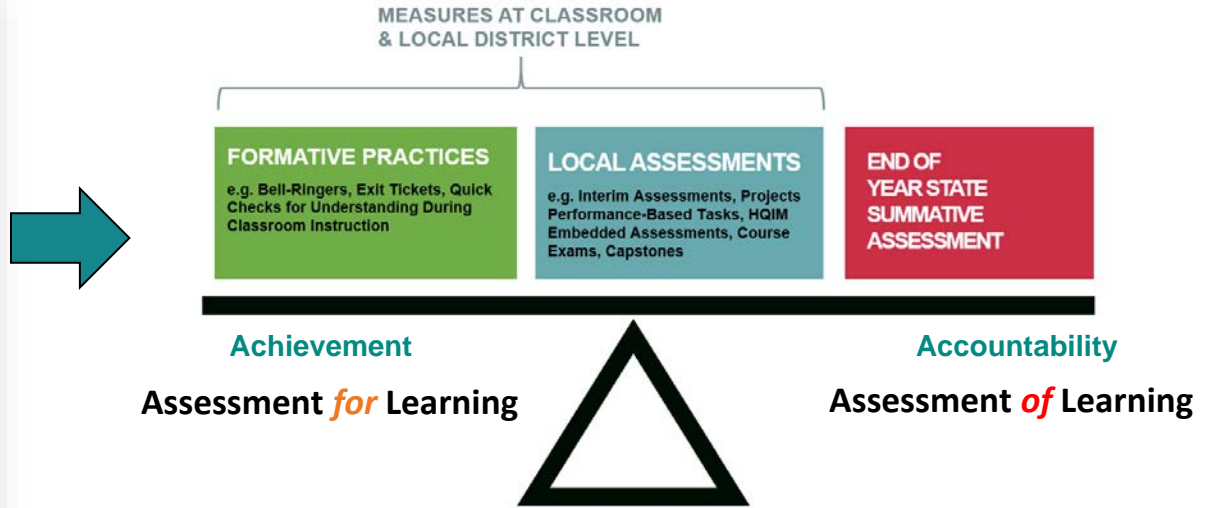 MEASURES AT CLASSROOM
& LOCAL DISTRICT LEVEL
FORMATIVE PRACTICES
e.g. Bell-Ringers, Exit Tickets, Quick
Checks for Understanding During
Classroom Instruction
LOCAL ASSESSMENTS
e.g. Interim Assessments, Projects
Performance-Based Tasks, HQIM
Embedded Assessments, Course
Exams, Capstones
END OF
YEAR STATE
SUMMATIVE
ASSESSMENT
Achievement
Assessment for Learning
Accountability
Assessment of Learning